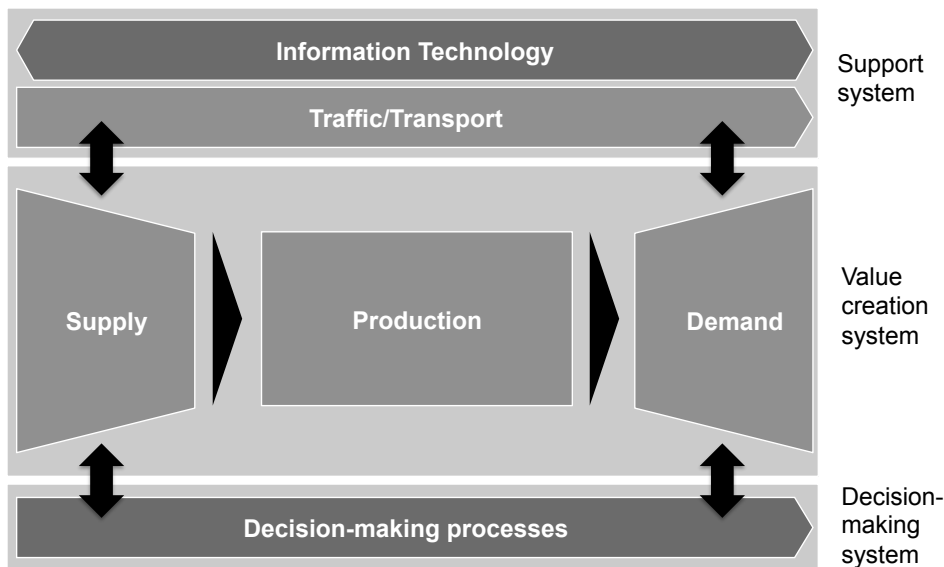 Information Technology
Traffic/Transport
Support
system
Supply
Production
Demand
Value
creation
system
Decision-making processes
Decision-
making
system